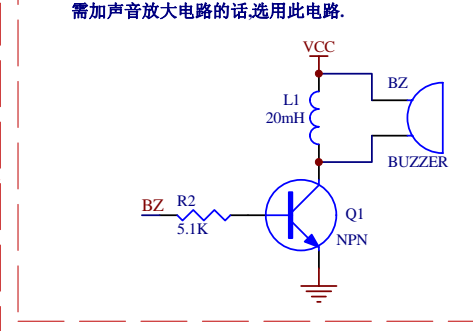 需加声音放大电路的话,选用此电路.
VCC
L1
20mH
BZ
BUZZER
BZ
R2
5.1K
Q1
NPN